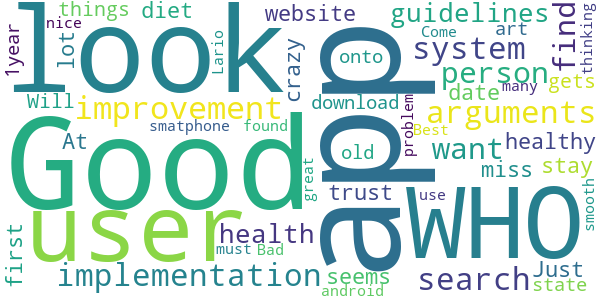 things
diet
nice
1year
look
lot
Lario
crazy
website
onto
guidelines
Come
art
system
find
thinking
many
person
gets
date
Will
improvement
download
app
problem
arguments
At
smatphone
found
Best
healthy
Good
old
want
miss
stay
great
trust
WHO
smooth
user
first
health
must
Bad
use
implementation
seems
android
search
Just
state